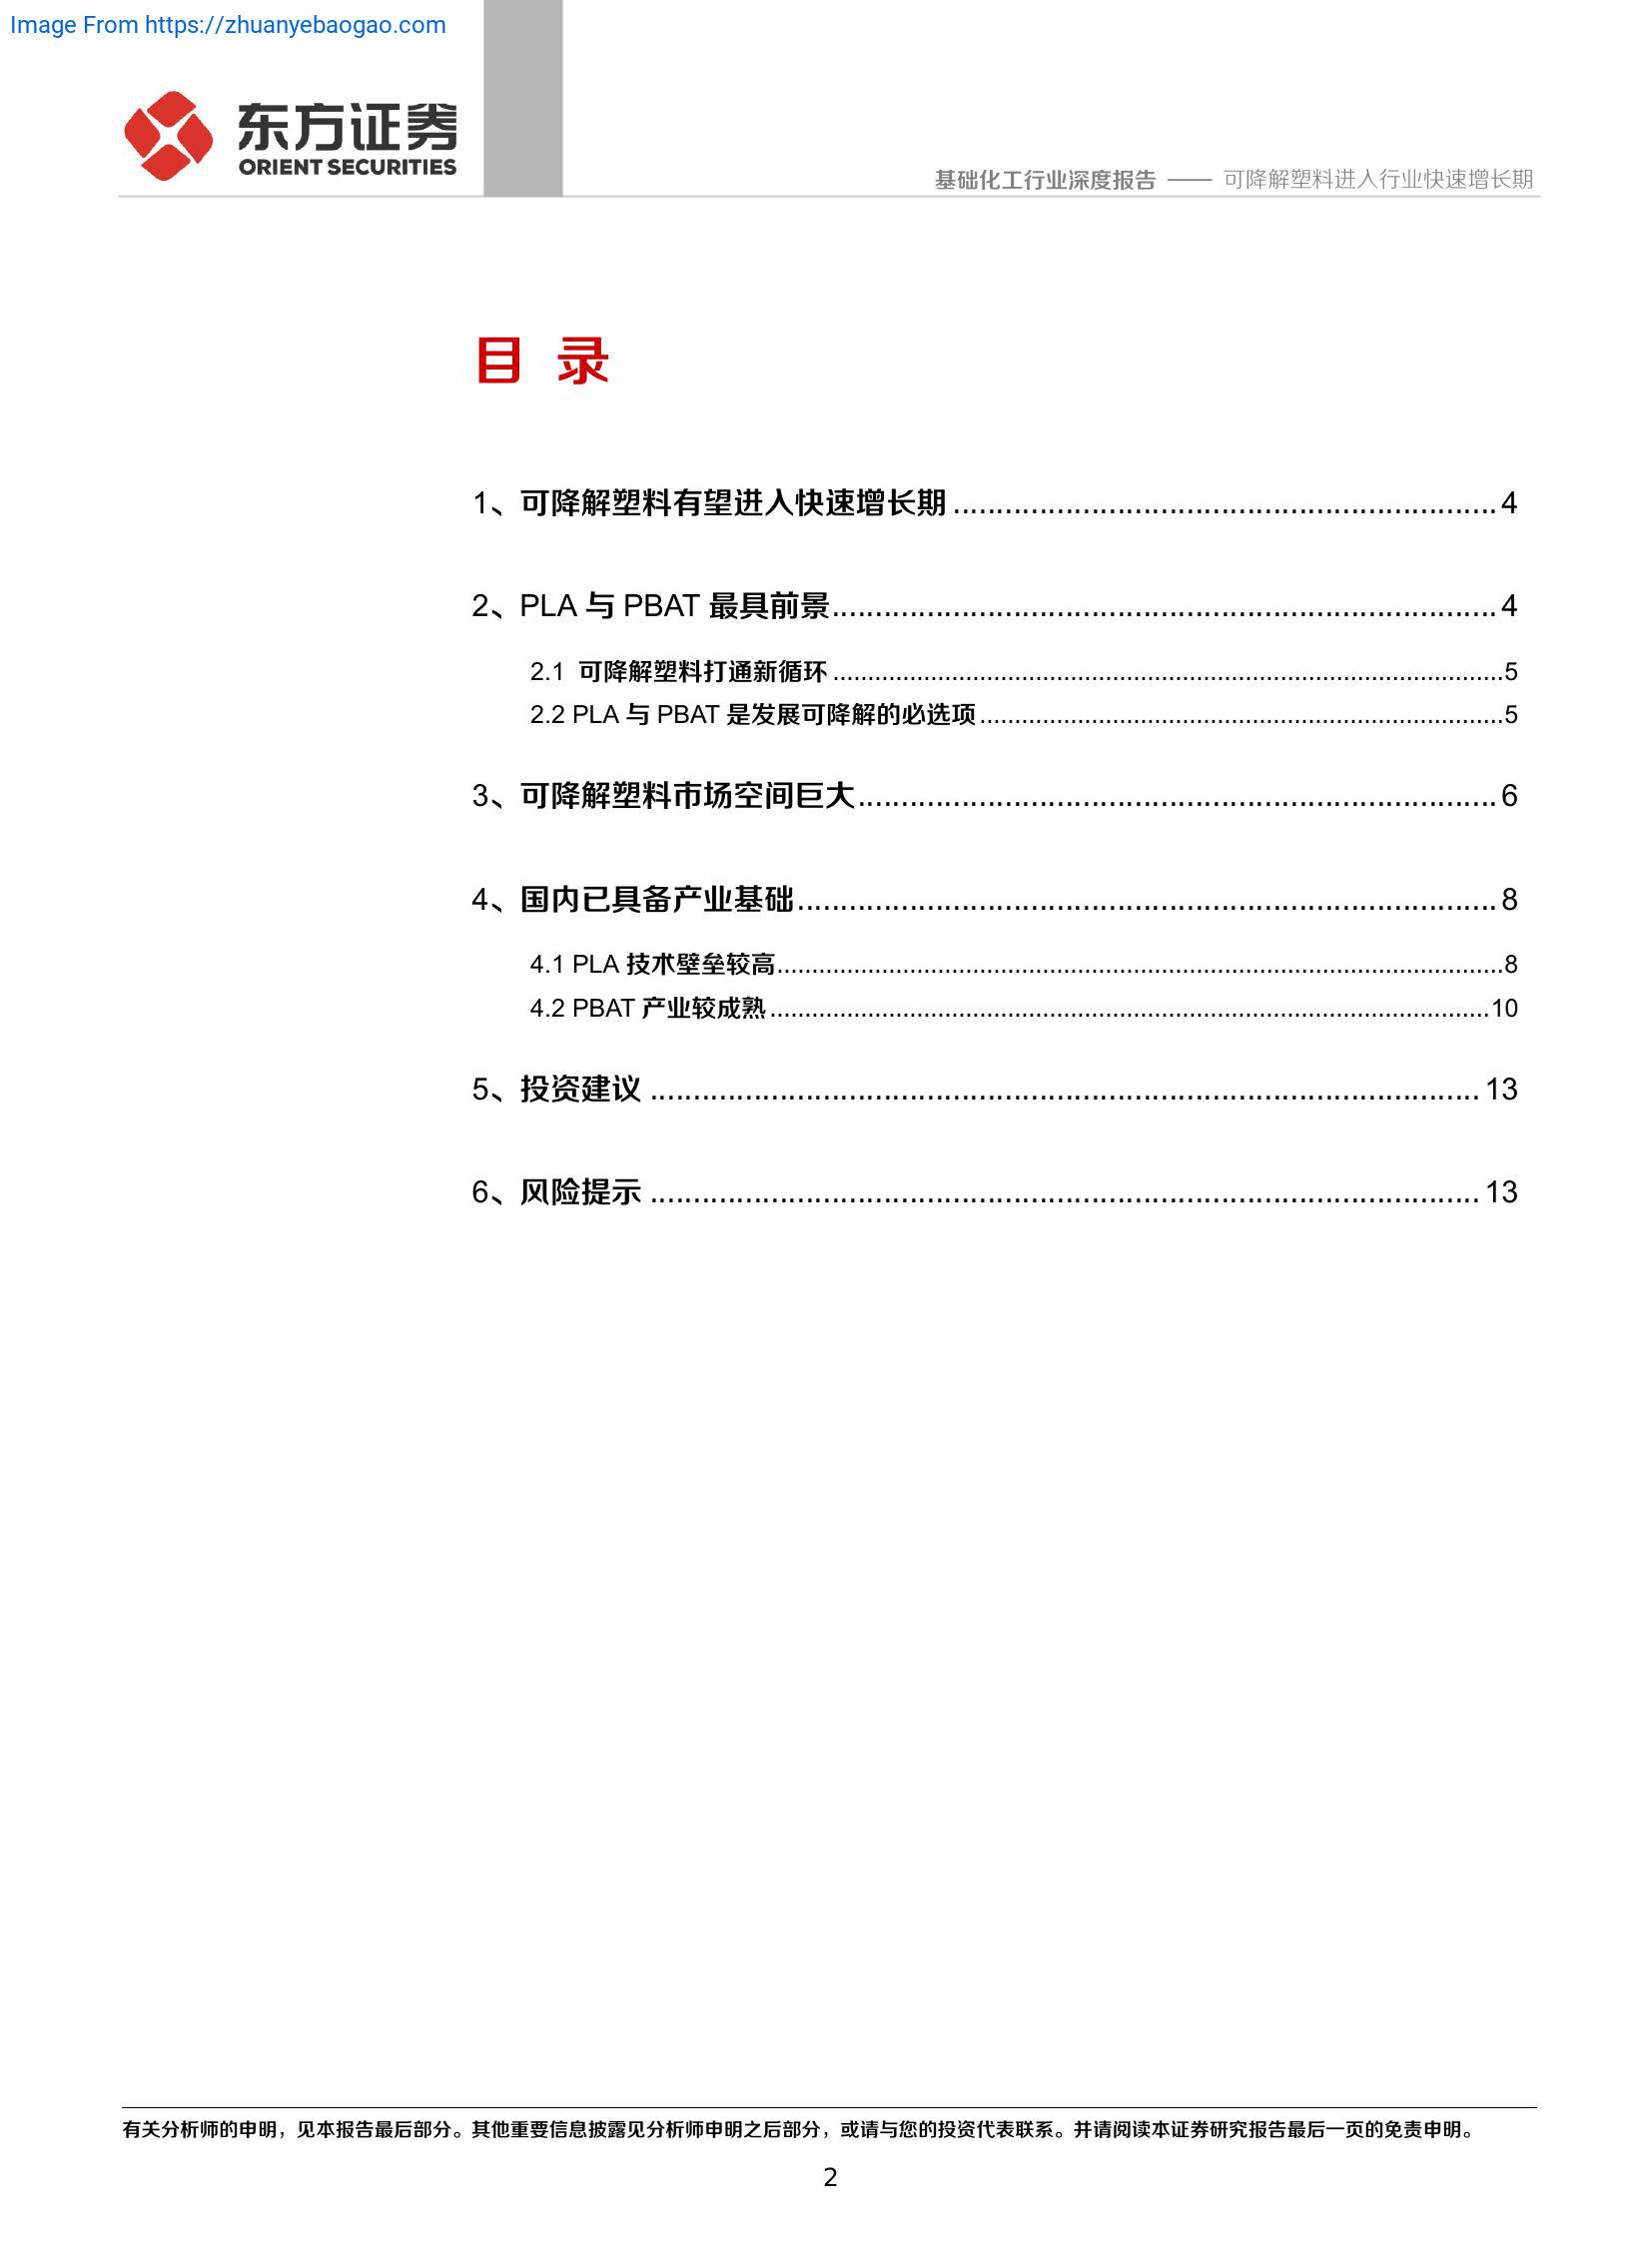 Image From https://zhuanyebaogao.com
东方证券
ORIENT SECURITIES
基础化工行业深度报告 —— 可降解塑料进入行业快速增长期
目 录
1、可降解塑料有望进入快速增长期 ............................................................... 4
2、PLA 与 PBAT 最具前景............................................................................. 4
2.1 可降解塑料打通新循环 ................................................................................................5
2.2 PLA 与 PBAT 是发展可降解的必选项 ...........................................................................5
3、可降解塑料市场空间巨大.......................................................................... 6
4、国内已具备产业基础................................................................................. 8
4.1 PLA 技术壁垒较高........................................................................................................8
4.2 PBAT 产业较成熟 .......................................................................................................10
5、投资建议 ................................................................................................ 13
6、风险提示 ................................................................................................ 13
有关分析师的申明，见本报告最后部分。其他重要信息披露见分析师申明之后部分，或请与您的投资代表联系。并请阅读本证券研究报告最后一页的免责申明。
2